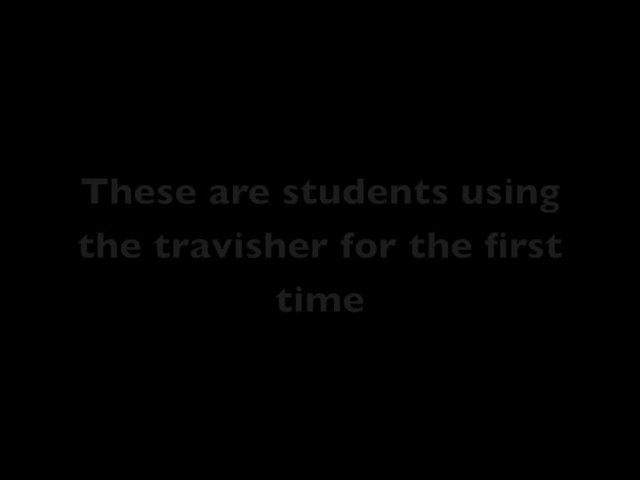 These are students using
the travisher for the first
time